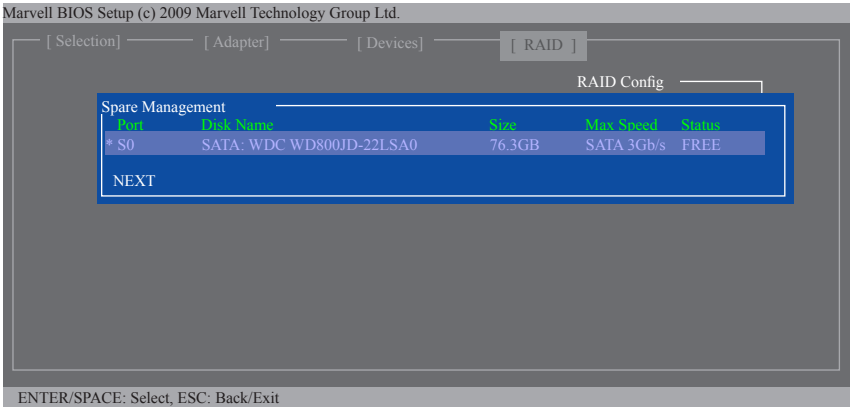 Marvell BIOS Setup (c) 2009 Marvell Technology Group Ltd.
[ Selection] [ Adapter] [ Devices] [ RAID ]
RAID Config
Spare Management
Port Disk Name Size Max Speed Status
* S0 SATA: WDC WD800JD-22LSA0 76.3GB SATA 3Gb/s FREE
NEXT
ENTER/SPACE: Select, ESC: Back/Exit